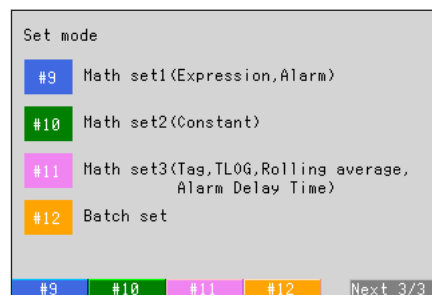 Set mode
#9 Math set1(Expression,Alarm)
#10 Math set2(Constant)
#11 Math set3(Tag,TLOG,Rolling average,
Alarm Delay Time)
#12 Batch set
#9 #10 #11 #12 Next 3/3